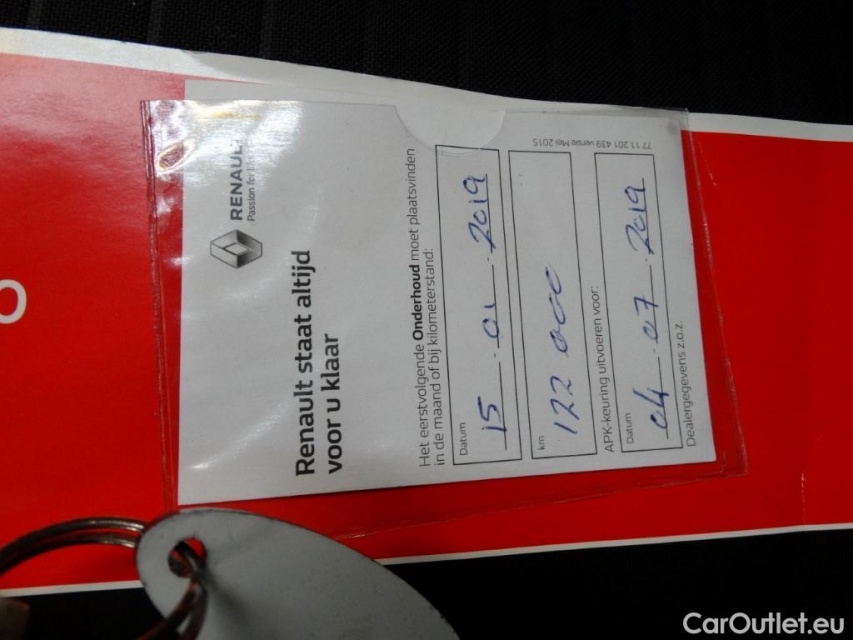 RENAULT
Passion for
Renault staat altijd
voor u klaar
Het eerstvolgende Onderhoud moet plaatsvinden
in de maand of bij kilometerstand:
Datum
15 - 01 - 2019
km
122 000
APK-keuring uitvoeren voor:
Datum
04 - 07 - 2019
Dealergegevens z.o.z.
77 11 201 439 versie Mei 2015
O
CarOutlet.eu